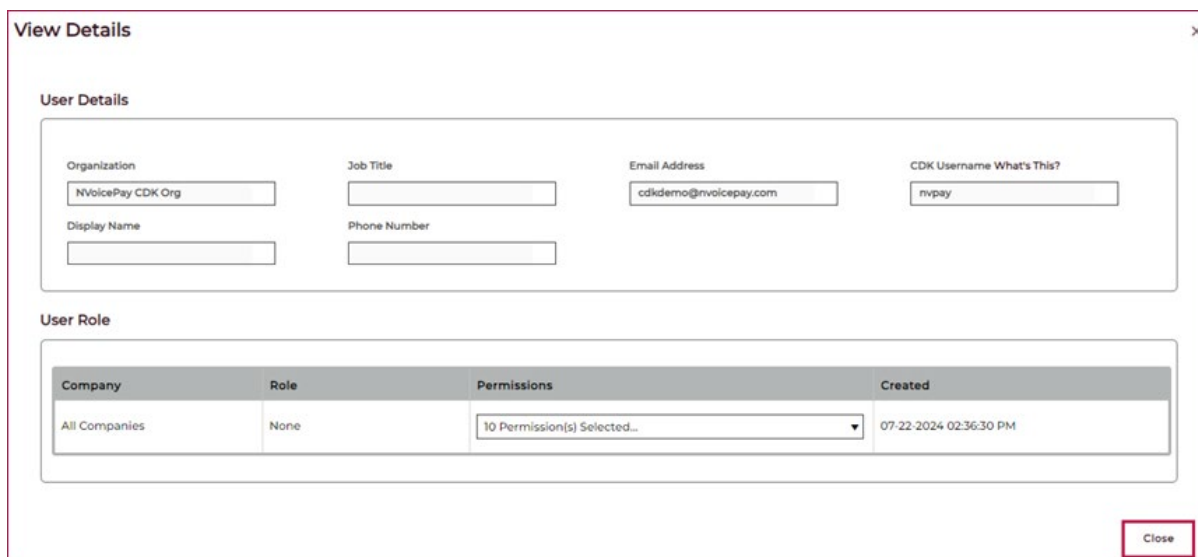 View Details
×
User Details
Organization Job Title Email Address CDK Username What's This?
NVoicePay CDK Org cdkdemo@nvoicepay.com nvpay
Display Name Phone Number
User Role
Company Role Permissions Created
All Companies None 10 Permission(s) Selected... 07-22-2024 02:36:30 PM
Close